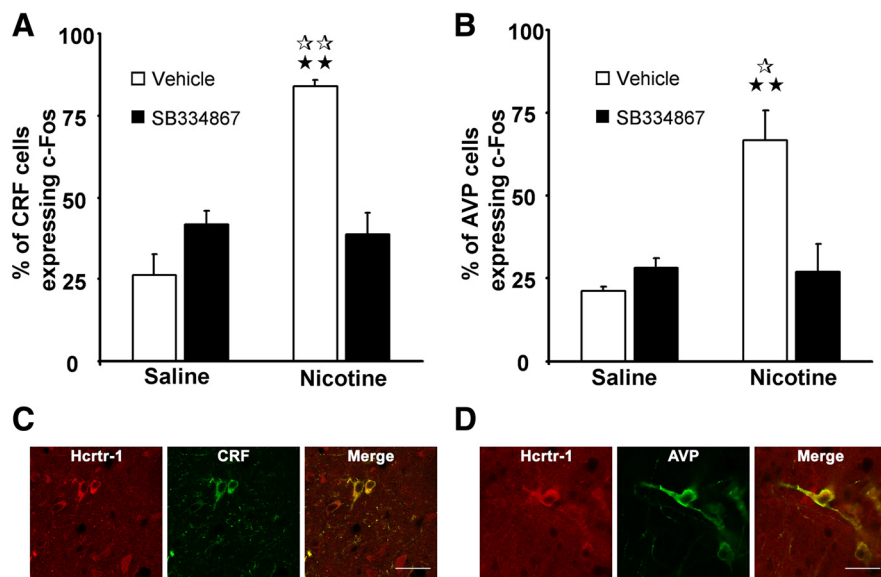 A
% of CRF cells
expressing c-Fos
100
75
50
25
0
☆☆
★★
Vehicle
SB334867
Saline Nicotine
B
% of AVP cells
expressing c-Fos
100
75
50
25
0
☆
★★
Vehicle
SB334867
Saline Nicotine
C
Hcrtr-1 CRF Merge
D
Hcrtr-1 AVP Merge